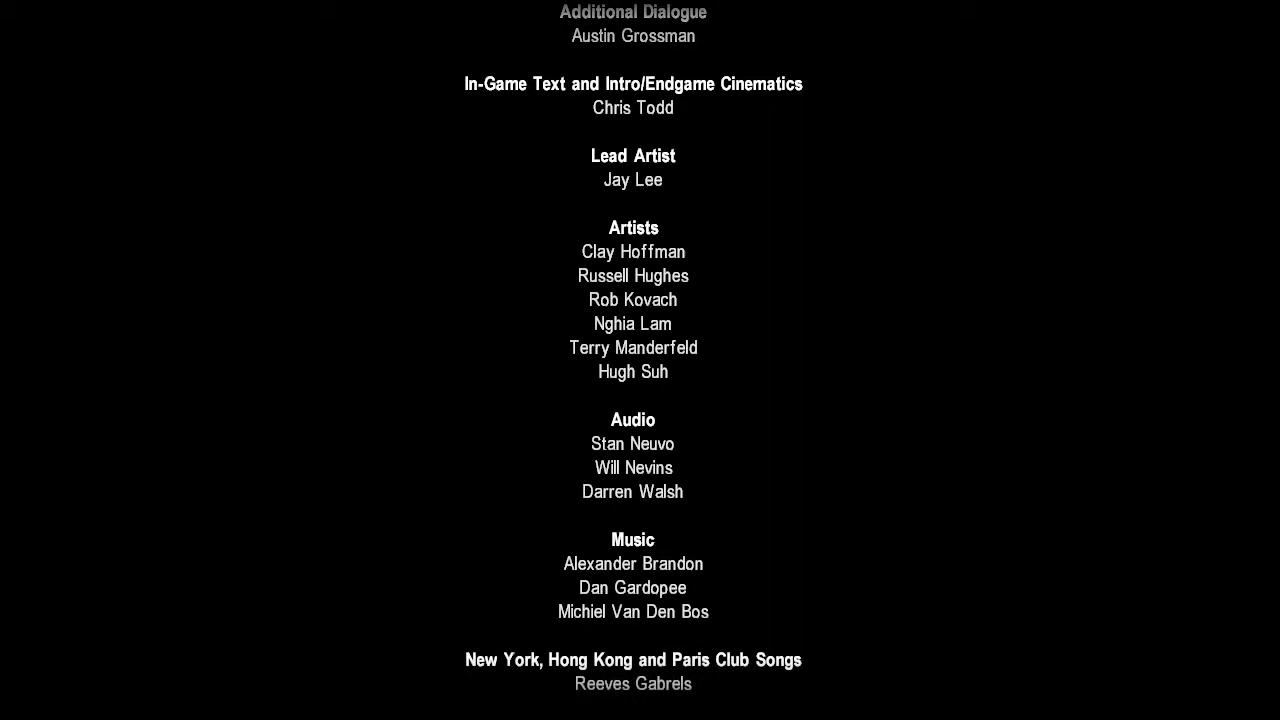 Additional Dialogue
Austin Grossman
In-Game Text and Intro/Endgame Cinematics
Chris Todd
Lead Artist
Jay Lee
Artists
Clay Hoffman
Russell Hughes
Rob Kovach
Nghia Lam
Terry Manderfeld
Hugh Suh
Audio
Stan Neuvo
Will Nevins
Darren Walsh
Music
Alexander Brandon
Dan Gardopee
Michiel Van Den Bos
New York, Hong Kong and Paris Club Songs
Reeves Gabrels